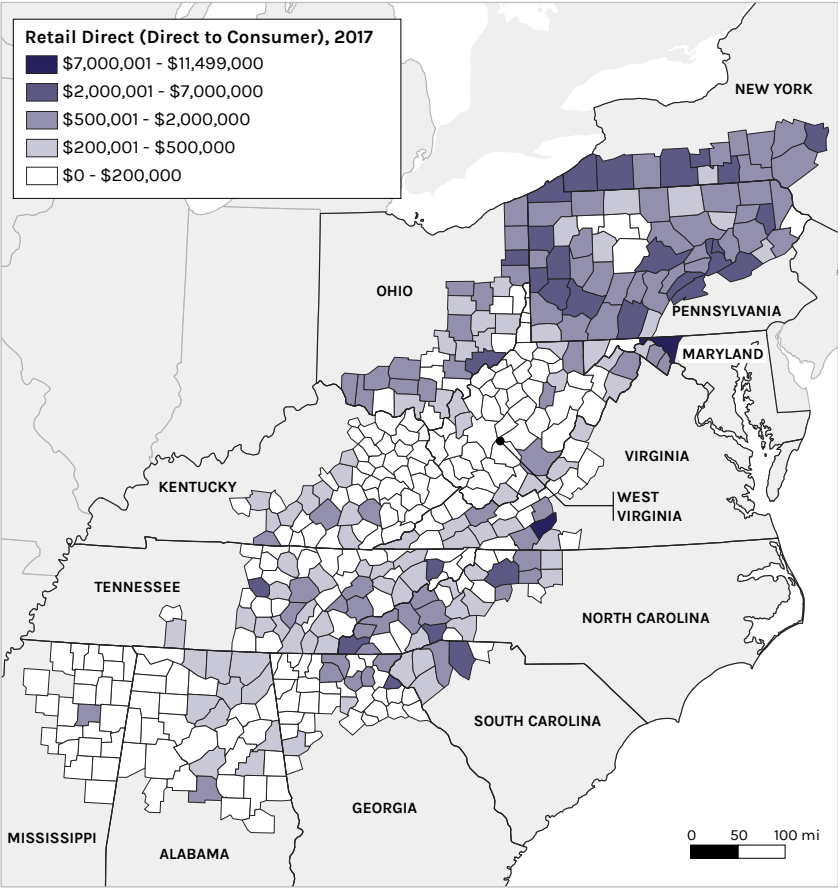 Retail Direct (Direct to Consumer), 2017
$7,000,001 - $11,499,000
$2,000,001 - $7,000,000
$500,001 - $2,000,000
$200,001 - $500,000
$0 - $200,000
NEW YORK
OHIO
PENNSYLVANIA
MARYLAND
VIRGINIA
KENTUCKY
WEST
VIRGINIA
TENNESSEE
NORTH CAROLINA
SOUTH CAROLINA
GEORGIA
MISSISSIPPI
ALABAMA
0 50 100 mi